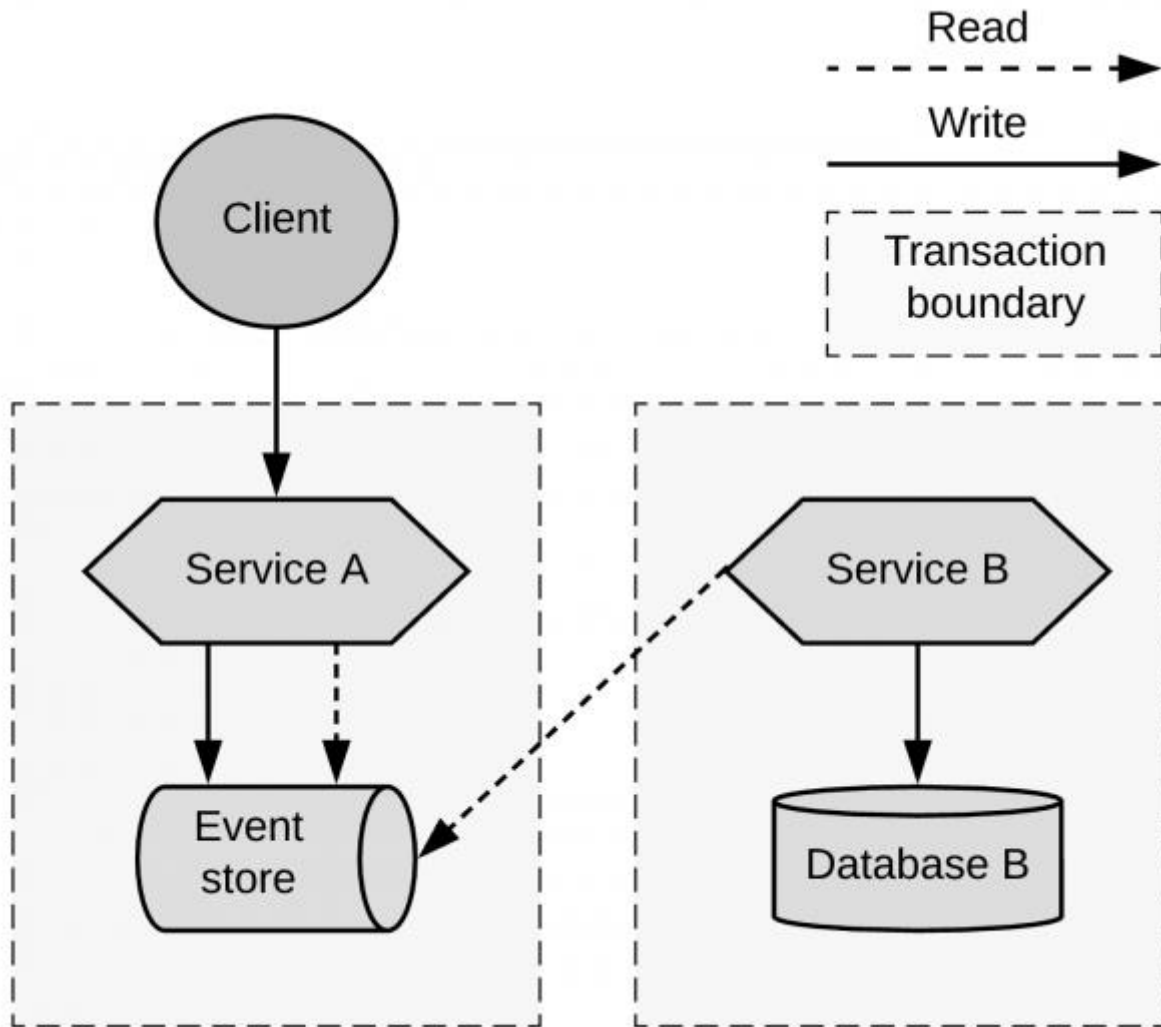 Read
Write
Client
Transaction
boundary
Service A
Service B
Event
store
Database B